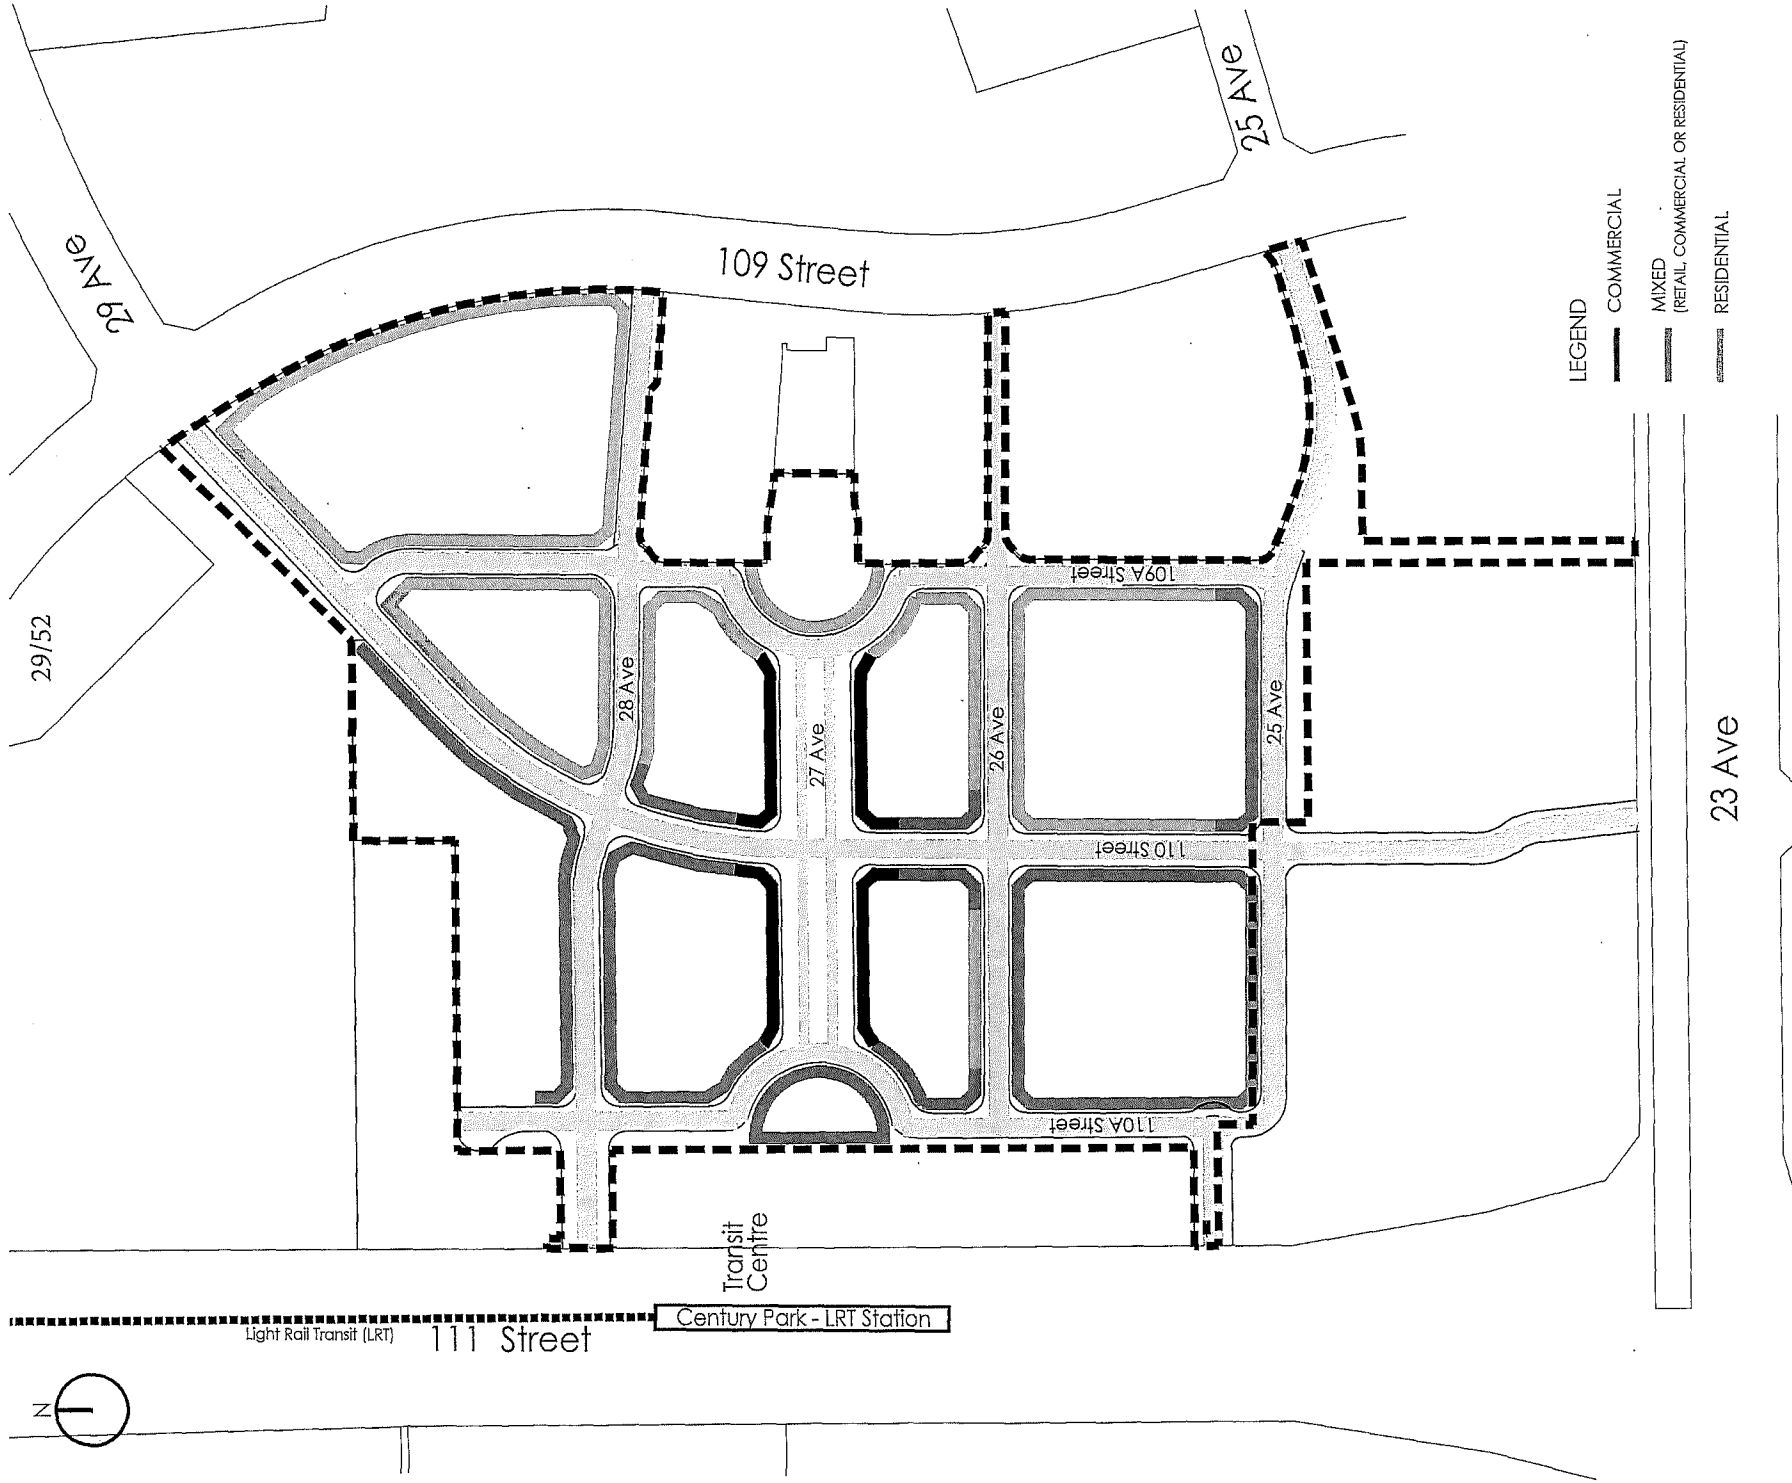 29 Ave
25 Ave
109 Street
29/52
28 Ave
27 Ave
26 Ave
25 Ave
109A Street
110 Street
110A Street
23 Ave
Transit
Centre
Century Park - LRT Station
Light Rail Transit (LRT)
111 Street
N
LEGEND
COMMERCIAL
MIXED
(RETAIL, COMMERCIAL OR RESIDENTIAL)
RESIDENTIAL